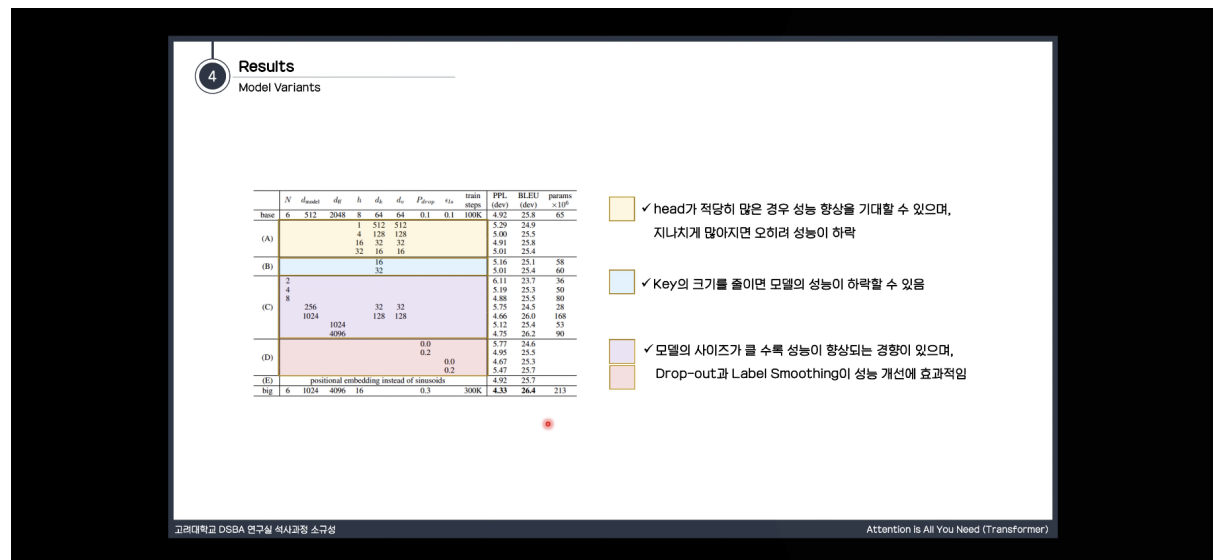 4
Results
Model Variants
N d_model d_ff h d_k d_v P_drop ϵ_ls train steps PPL (dev) BLEU (dev) params ×10⁶
base 6 512 2048 8 64 64 0.1 0.1 100K 4.92 25.8 65
(A)
1 512 512 5.29 24.9
4 128 128 5.00 25.5
16 32 32 4.91 25.8
32 16 16 5.01 25.4
(B)
16 5.16 25.1 58
32 5.01 25.4 60
(C)
2 6.11 23.7 36
4 5.19 25.3 50
8 4.88 25.5 80
256 32 32 5.75 24.5 28
1024 128 128 4.66 26.0 168
1024 5.12 25.4 53
4096 4.75 26.2 90
(D)
0.0 5.77 24.6
0.2 4.95 25.5
0.0 4.67 25.3
0.2 5.47 25.7
(E) positional embedding instead of sinusoids 4.92 25.7
big 6 1024 4096 16 0.3 300K 4.33 26.4 213
✓ head가 적당히 많은 경우 성능 향상을 기대할 수 있으며,
지나치게 많아지면 오히려 성능이 하락
✓ Key의 크기를 줄이면 모델의 성능이 하락할 수 있음
✓ 모델의 사이즈가 클 수록 성능이 향상되는 경향이 있으며,
Drop-out과 Label Smoothing이 성능 개선에 효과적임
고려대학교 DSBA 연구실 석사과정 소규성
Attention is All You Need (Transformer)